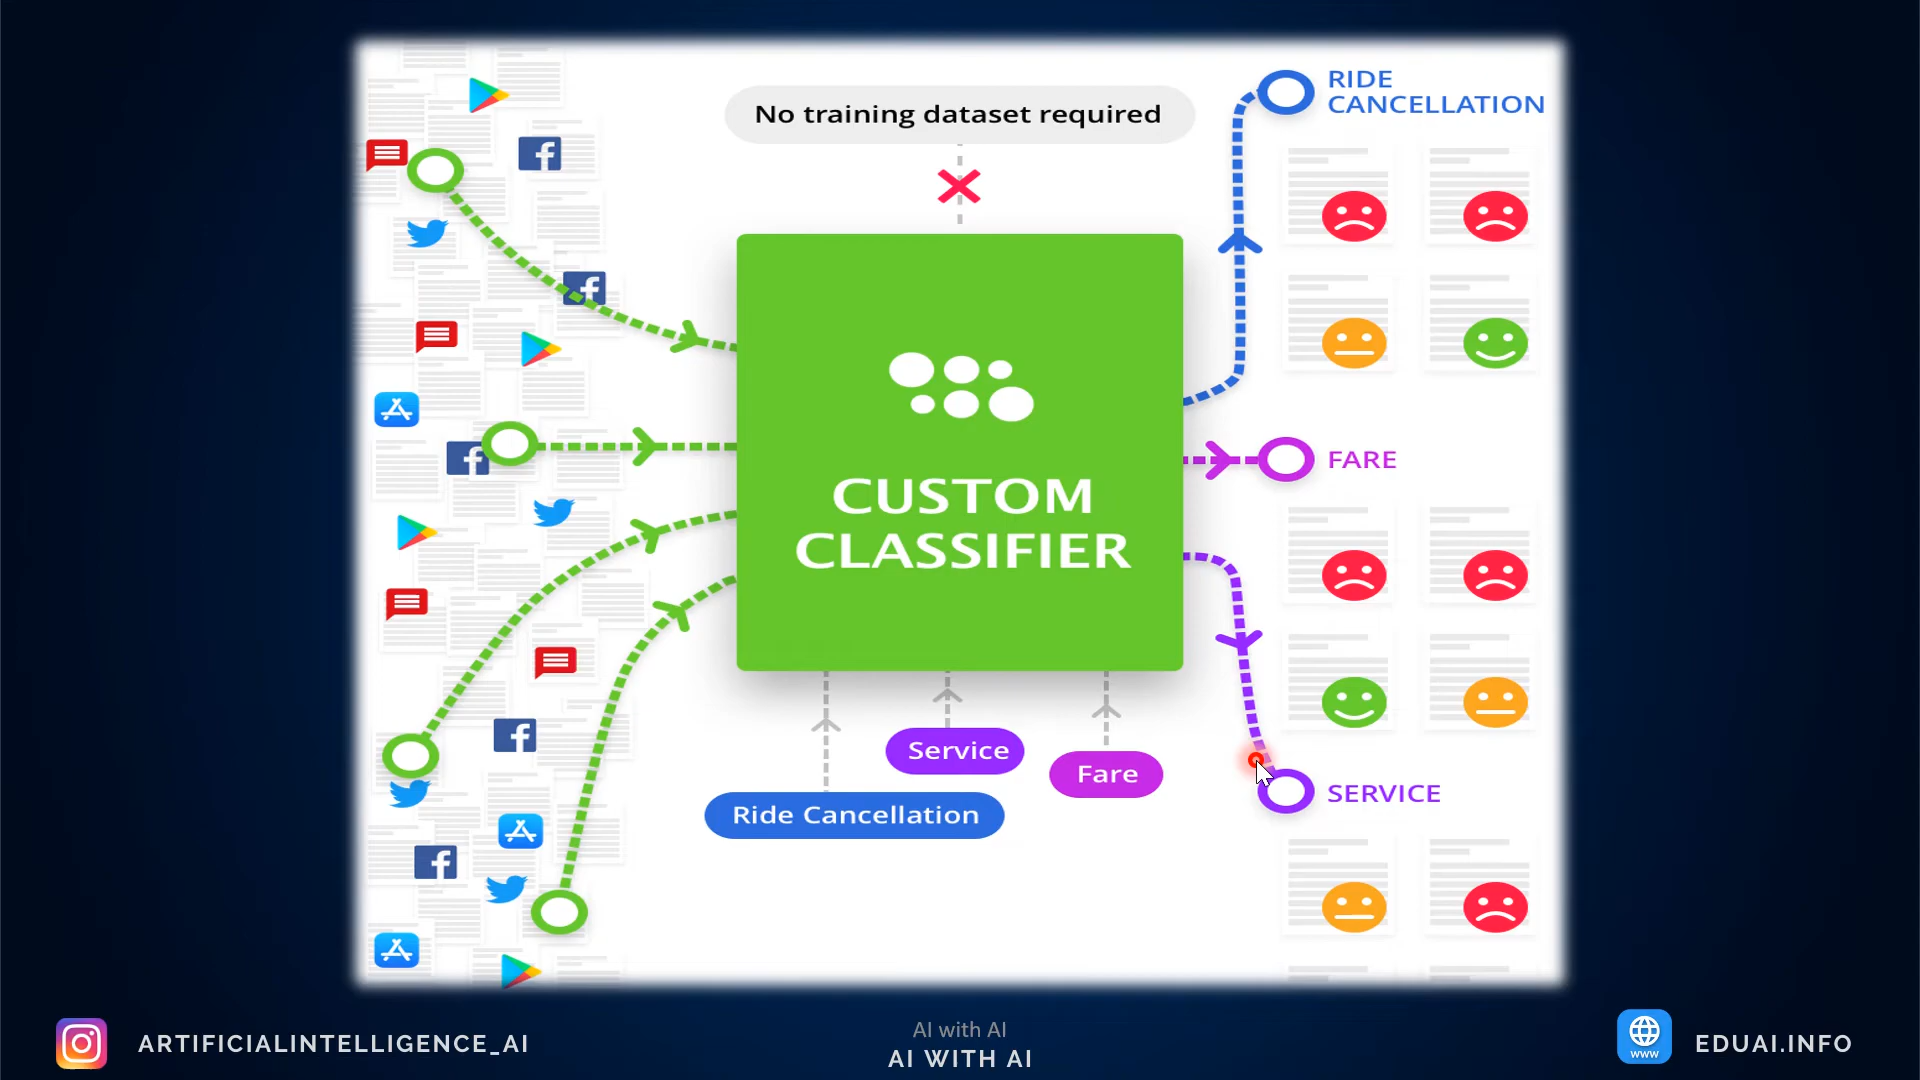 No training dataset required
RIDE
CANCELLATION
CUSTOM
CLASSIFIER
FARE
Service
Fare
Ride Cancellation
SERVICE
ARTIFICIALINTELLIGENCE_AI
AI with AI
AI WITH AI
www
EDUAI.INFO